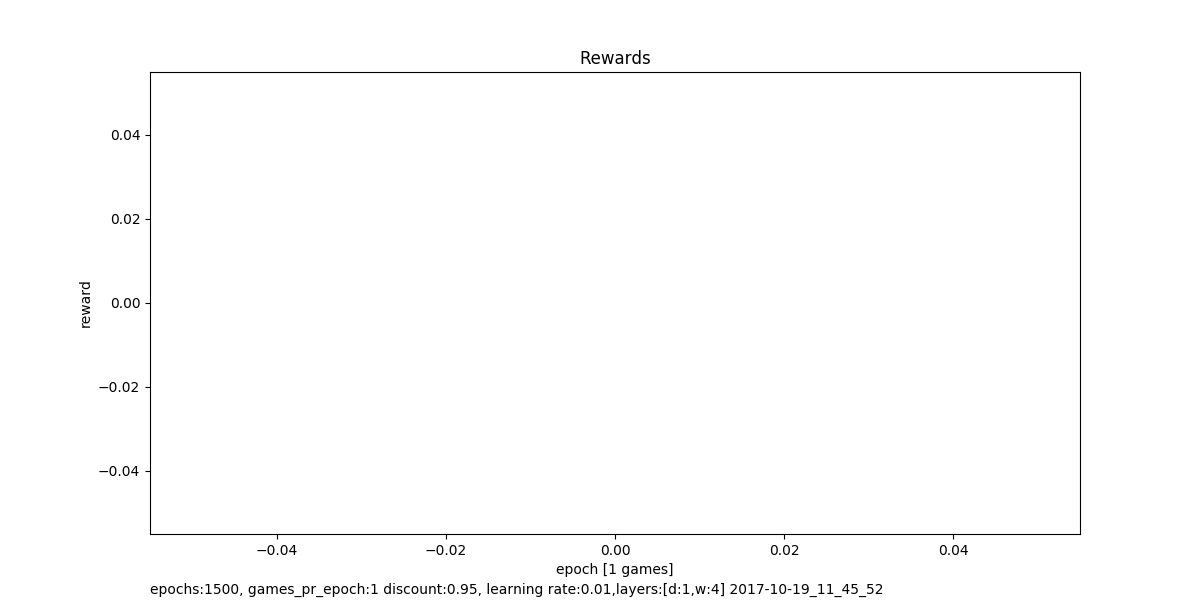 Rewards
0.04
0.02
0.00
−0.02
−0.04
reward
−0.04
−0.02
0.00
0.02
0.04
epoch [1 games]
epochs:1500, games_pr_epoch:1 discount:0.95, learning rate:0.01,layers:[d:1,w:4] 2017-10-19_11_45_52